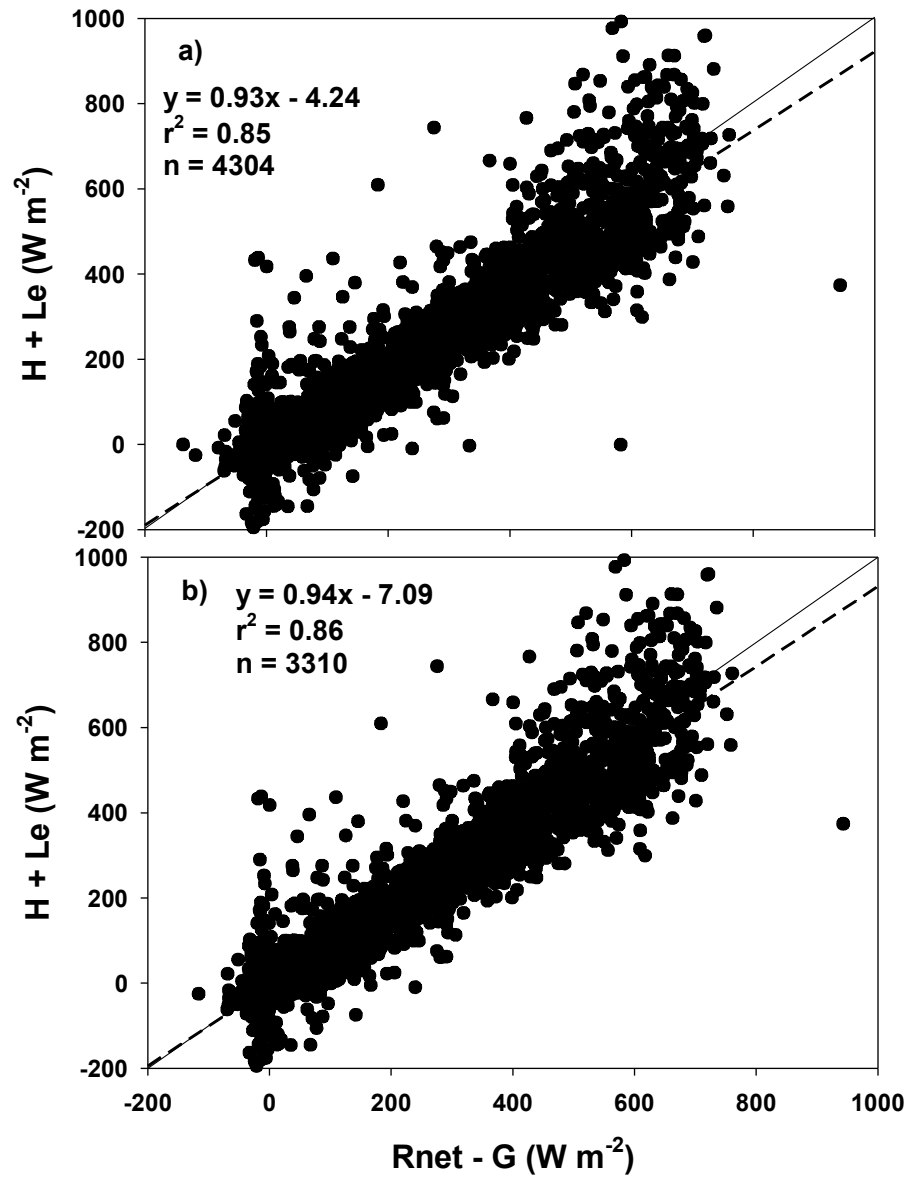 1000
a)
y = 0.93x - 4.24
r² = 0.85
n = 4304
800
600
400
200
0
-200
H + Le (W m⁻²)
1000
b)
y = 0.94x - 7.09
r² = 0.86
n = 3310
800
600
400
200
0
-200
H + Le (W m⁻²)
-200 0 200 400 600 800 1000
Rnet - G (W m⁻²)